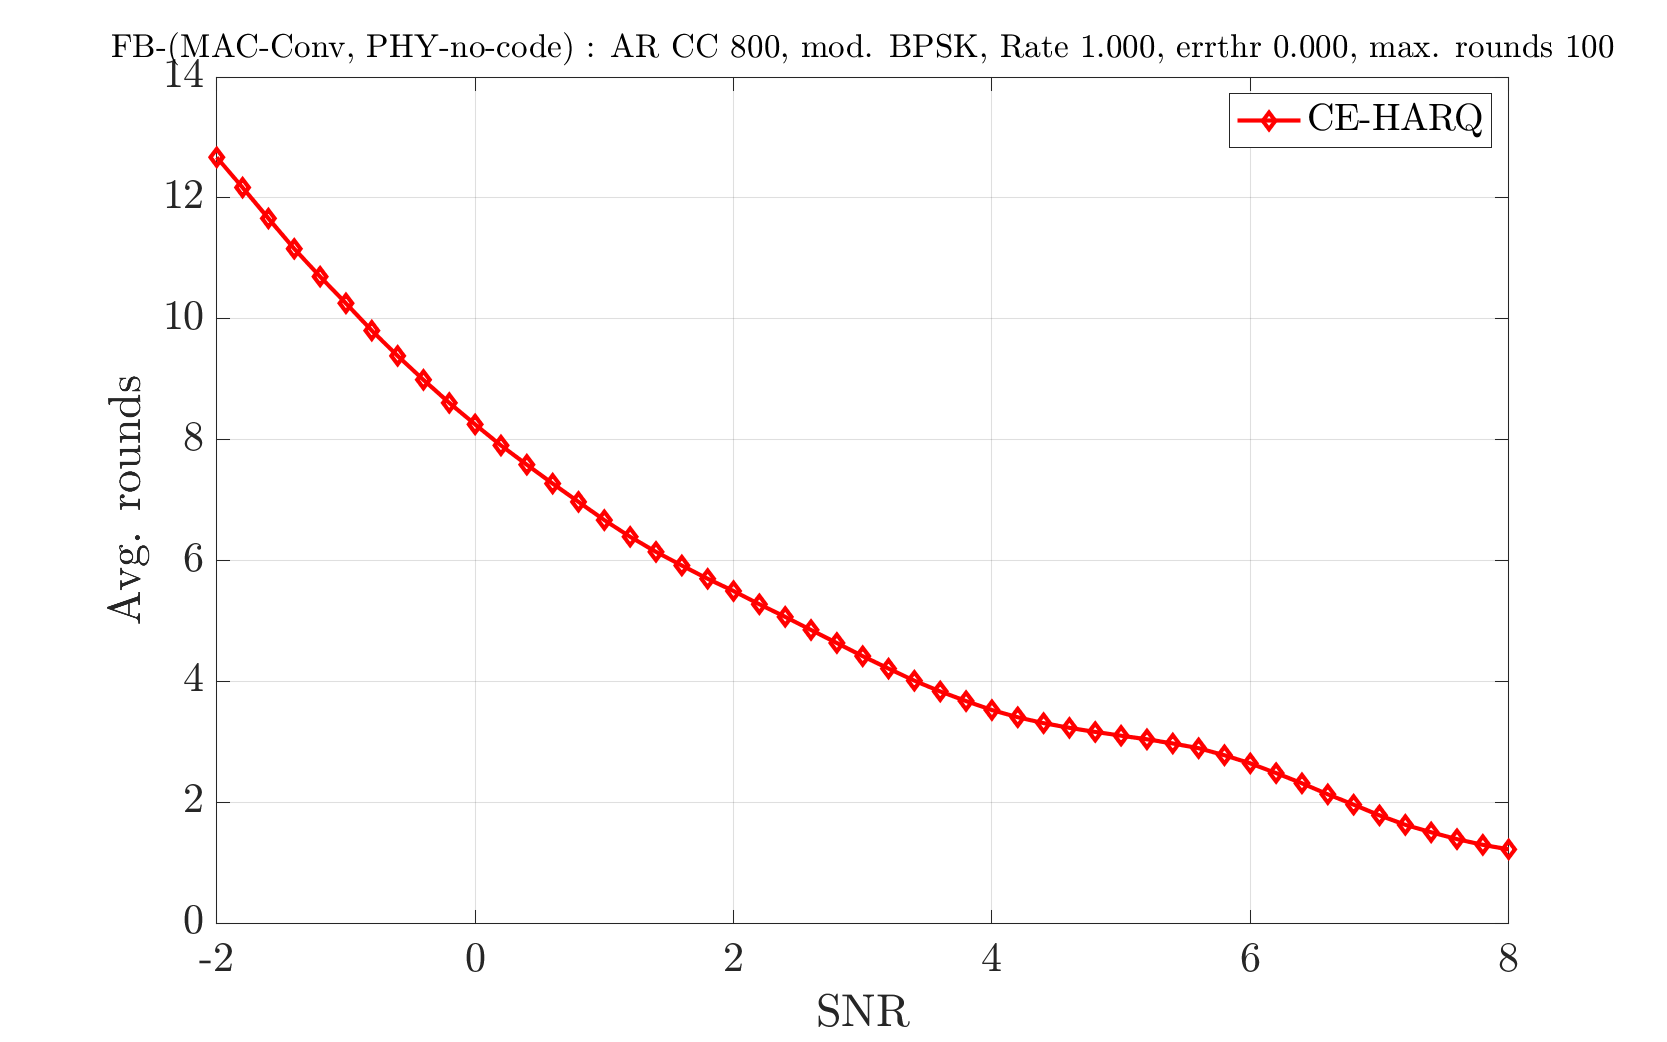 FB-(MAC-Conv, PHY-no-code) : AR CC 800, mod. BPSK, Rate 1.000, errthr 0.000, max. rounds 100
CE-HARQ
14
12
10
8
6
4
2
0
Avg. rounds
-2 0 2 4 6 8
SNR